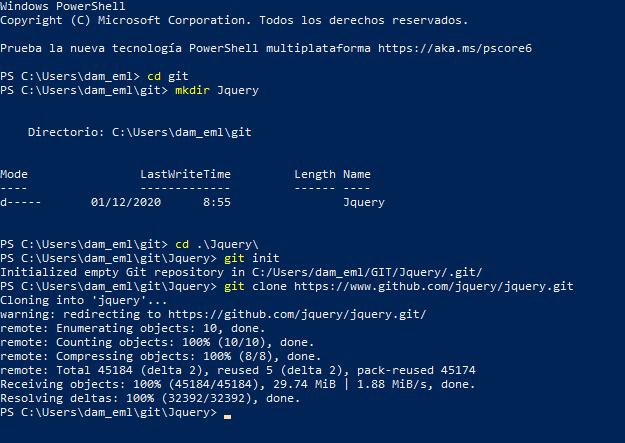 Windows PowerShell
Copyright (C) Microsoft Corporation. Todos los derechos reservados.
Prueba la nueva tecnología PowerShell multiplataforma https://aka.ms/pscore6
PS C:\Users\dam_eml> cd git
PS C:\Users\dam_eml\git> mkdir Jquery
Directorio: C:\Users\dam_eml\git
Mode LastWriteTime Length Name
---- ------------- ------ ----
d----- 01/12/2020 8:55 Jquery
PS C:\Users\dam_eml\git> cd .\Jquery\
PS C:\Users\dam_eml\git\Jquery> git init
Initialized empty Git repository in C:/Users/dam_eml/GIT/Jquery/.git/
PS C:\Users\dam_eml\git\Jquery> git clone https://www.github.com/jquery/jquery.git
Cloning into 'jquery'...
warning: redirecting to https://github.com/jquery/jquery.git/
remote: Enumerating objects: 10, done.
remote: Counting objects: 100% (10/10), done.
remote: Compressing objects: 100% (8/8), done.
remote: Total 45184 (delta 2), reused 5 (delta 2), pack-reused 45174
Receiving objects: 100% (45184/45184), 29.74 MiB | 1.88 MiB/s, done.
Resolving deltas: 100% (32392/32392), done.
PS C:\Users\dam_eml\git\Jquery>